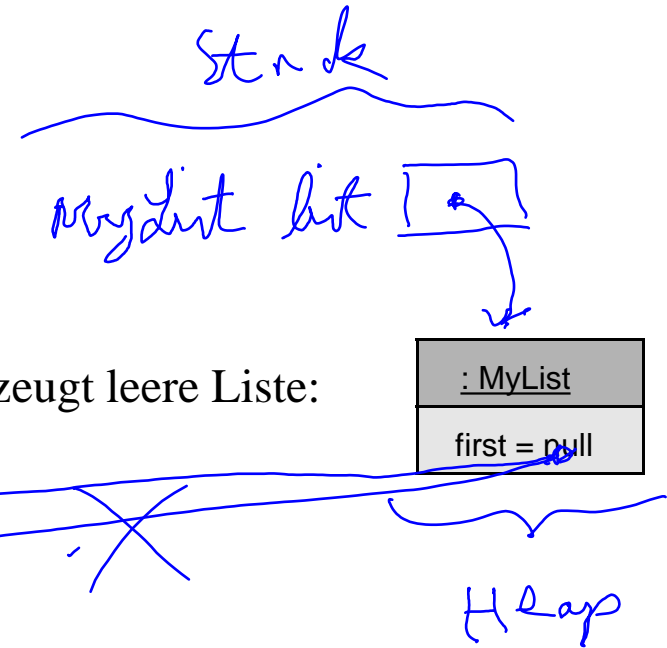 Stack
MyList list
zeugt leere Liste:
: MyList
first = null
Heap